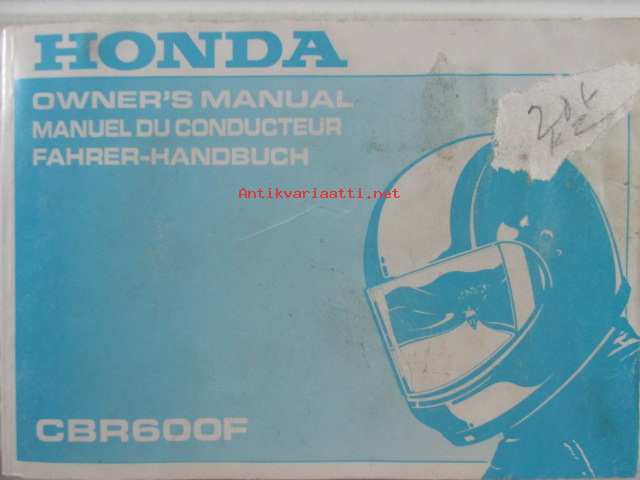 HONDA
OWNER'S MANUAL
MANUEL DU CONDUCTEUR
FAHRER-HANDBUCH
Antikvariaatti.net
CBR600F